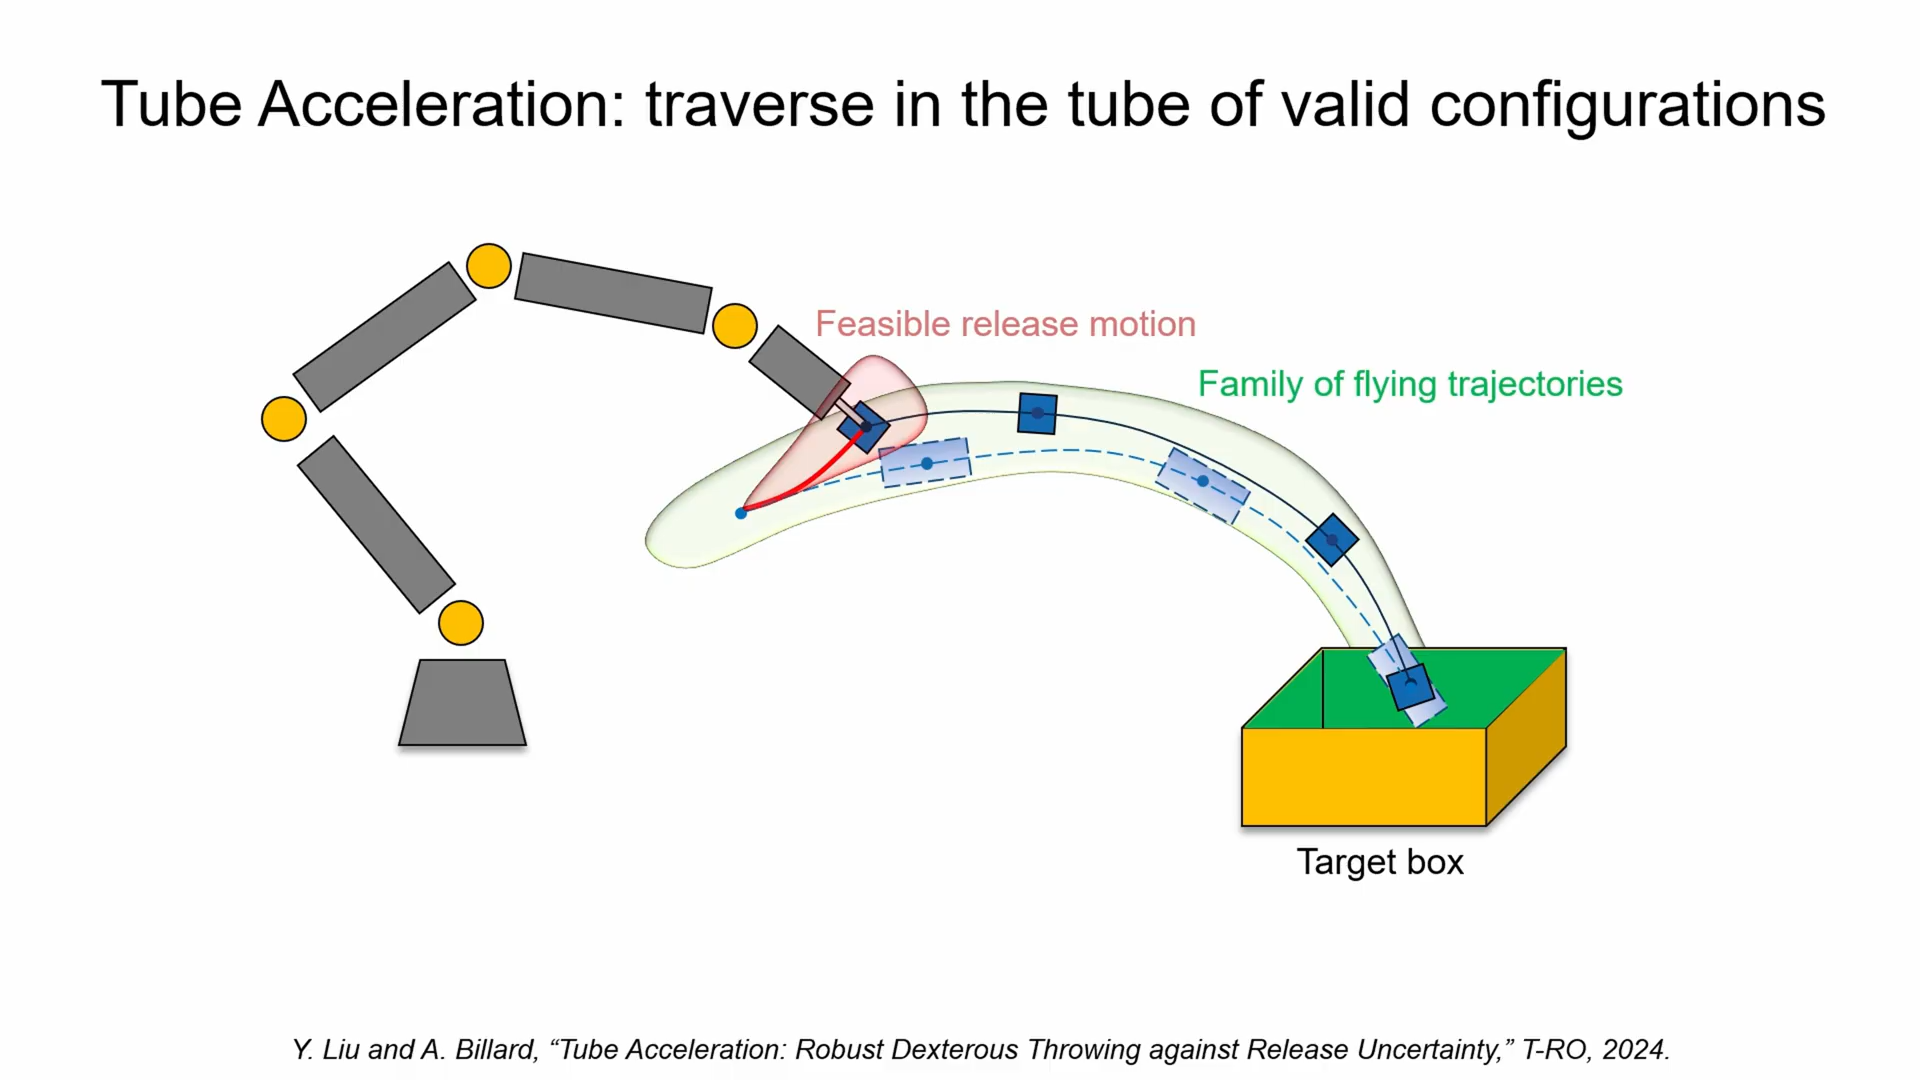 Tube Acceleration: traverse in the tube of valid configurations
Feasible release motion
Family of flying trajectories
Target box
Y. Liu and A. Billard, “Tube Acceleration: Robust Dexterous Throwing against Release Uncertainty,” T-RO, 2024.